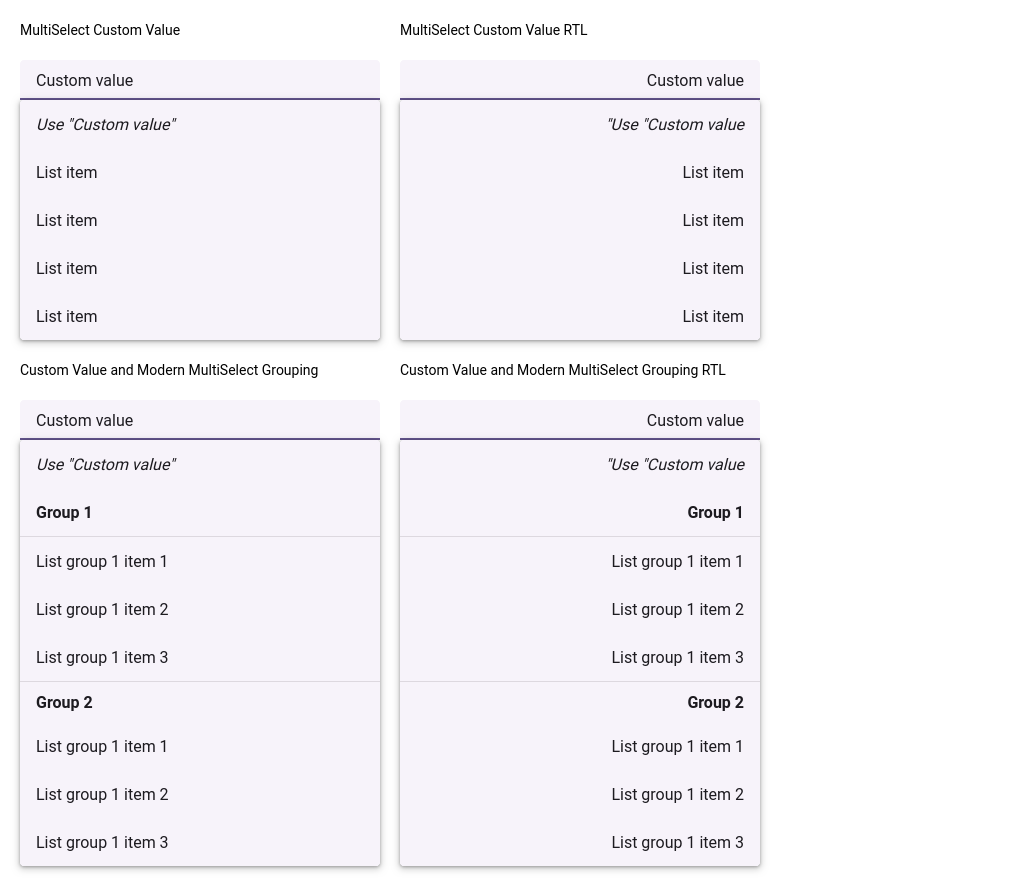 MultiSelect Custom Value
Custom value
Use "Custom value"
List item
List item
List item
List item
MultiSelect Custom Value RTL
Custom value
"Use "Custom value
List item
List item
List item
List item
Custom Value and Modern MultiSelect Grouping
Custom value
Use "Custom value"
Group 1
List group 1 item 1
List group 1 item 2
List group 1 item 3
Group 2
List group 1 item 1
List group 1 item 2
List group 1 item 3
Custom Value and Modern MultiSelect Grouping RTL
Custom value
"Use "Custom value
Group 1
List group 1 item 1
List group 1 item 2
List group 1 item 3
Group 2
List group 1 item 1
List group 1 item 2
List group 1 item 3